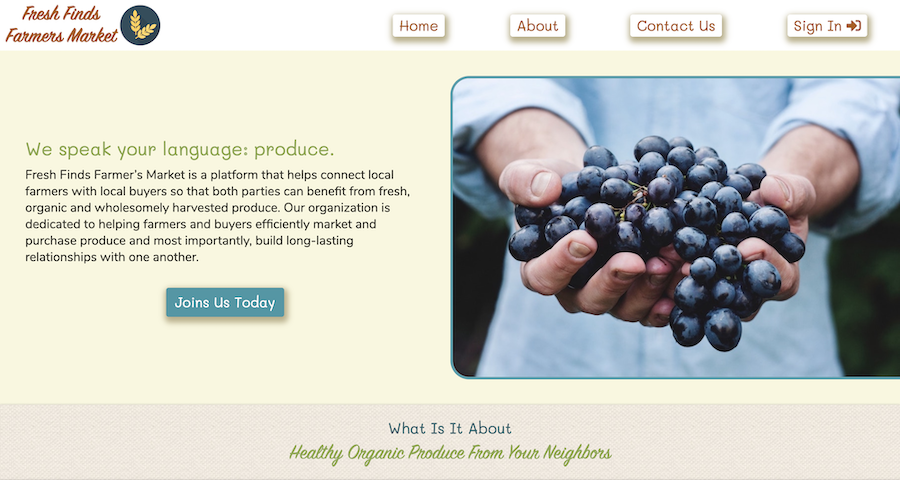 Fresh Finds
Farmers Market
Home
About
Contact Us
Sign In
We speak your language: produce.
Fresh Finds Farmer's Market is a platform that helps connect local
farmers with local buyers so that both parties can benefit from fresh,
organic and wholesomely harvested produce. Our organization is
dedicated to helping farmers and buyers efficiently market and
purchase produce and most importantly, build long-lasting
relationships with one another.
Joins Us Today
What Is It About
Healthy Organic Produce From Your Neighbors